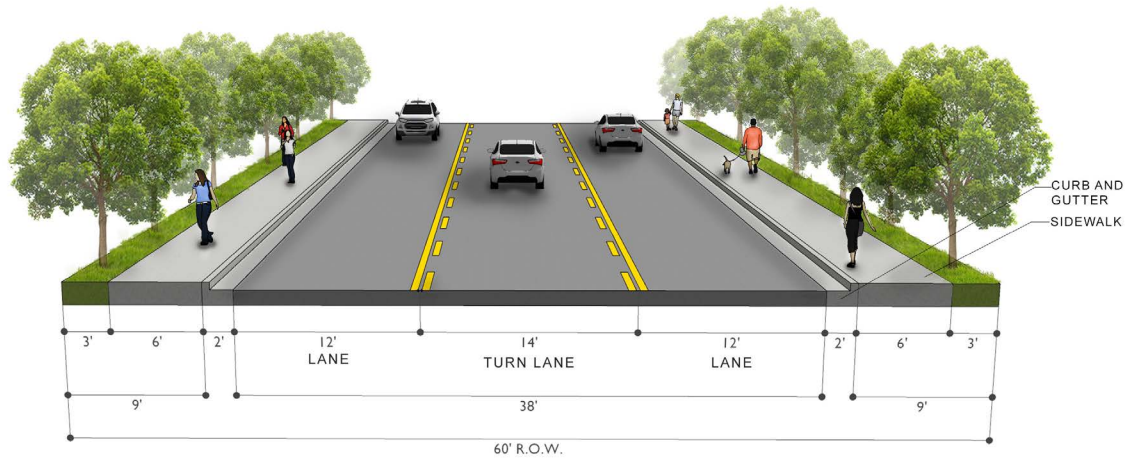 CURB AND
GUTTER
SIDEWALK
3' 6' 2' 12' 14' 12' 2' 6' 3'
LANE TURN LANE LANE
9' 38' 9'
60' R.O.W.